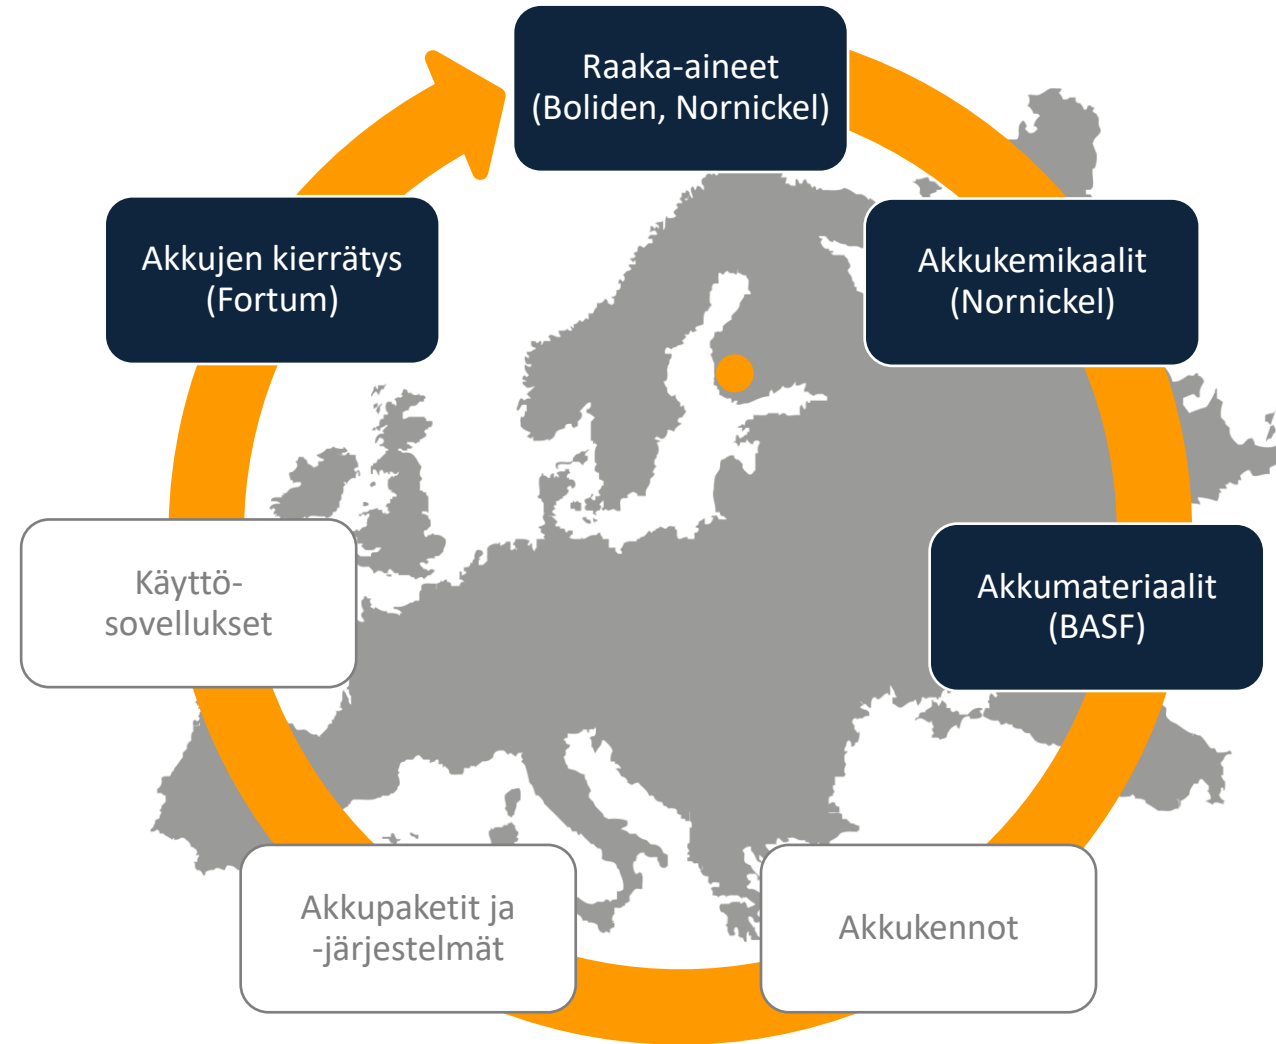 Raaka-aineet
(Boliden, Nornickel)
Akkukemikaalit
(Nornickel)
Akkumateriaalit
(BASF)
Akkukennot
Akkupaketit ja
-järjestelmät
Käyttö-
sovellukset
Akkujen kierrätys
(Fortum)